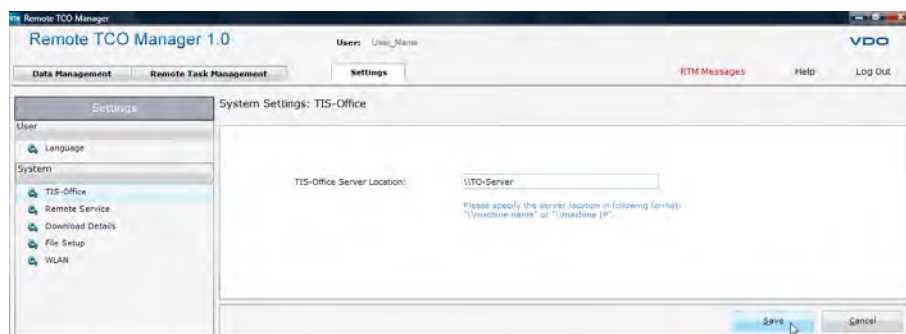 RTM Remote TCO Manager
Remote TCO Manager 1.0
User: User_Name
VDO
Data Management Remote Task Management Settings RTM Messages Help Log Out
Settings
System Settings: TIS-Office
User
Language
System
TIS-Office
Remote Service
Download Details
File Setup
WLAN
TIS-Office Server Location: \\TO-Server
Please specify the server location in following format:
"\\machine name" or "\\machine IP".
Save Cancel